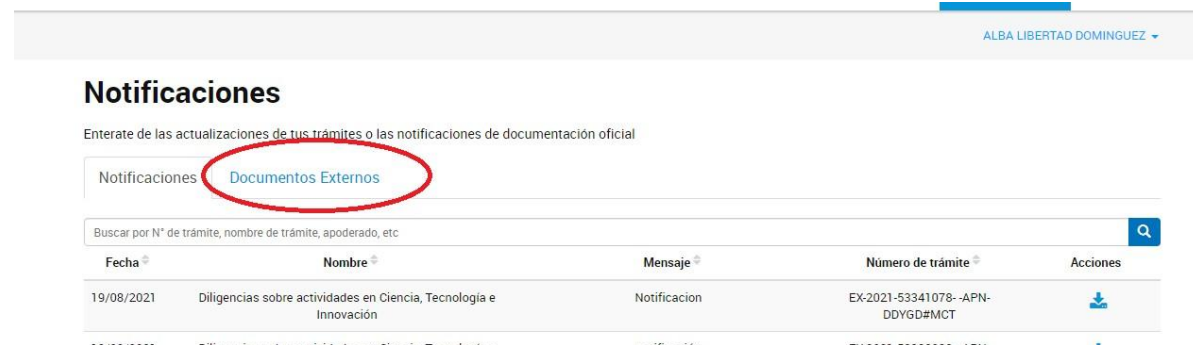 ALBA LIBERTAD DOMINGUEZ
Notificaciones
Enterate de las actualizaciones de tus trámites o las notificaciones de documentación oficial
Notificaciones Documentos Externos
Buscar por N° de trámite, nombre de trámite, apoderado, etc
Fecha Nombre Mensaje Número de trámite Acciones
19/08/2021 Diligencias sobre actividades en Ciencia, Tecnología e Notificacion EX-2021-53341078- -APN-
Innovación DDYGD#MCT